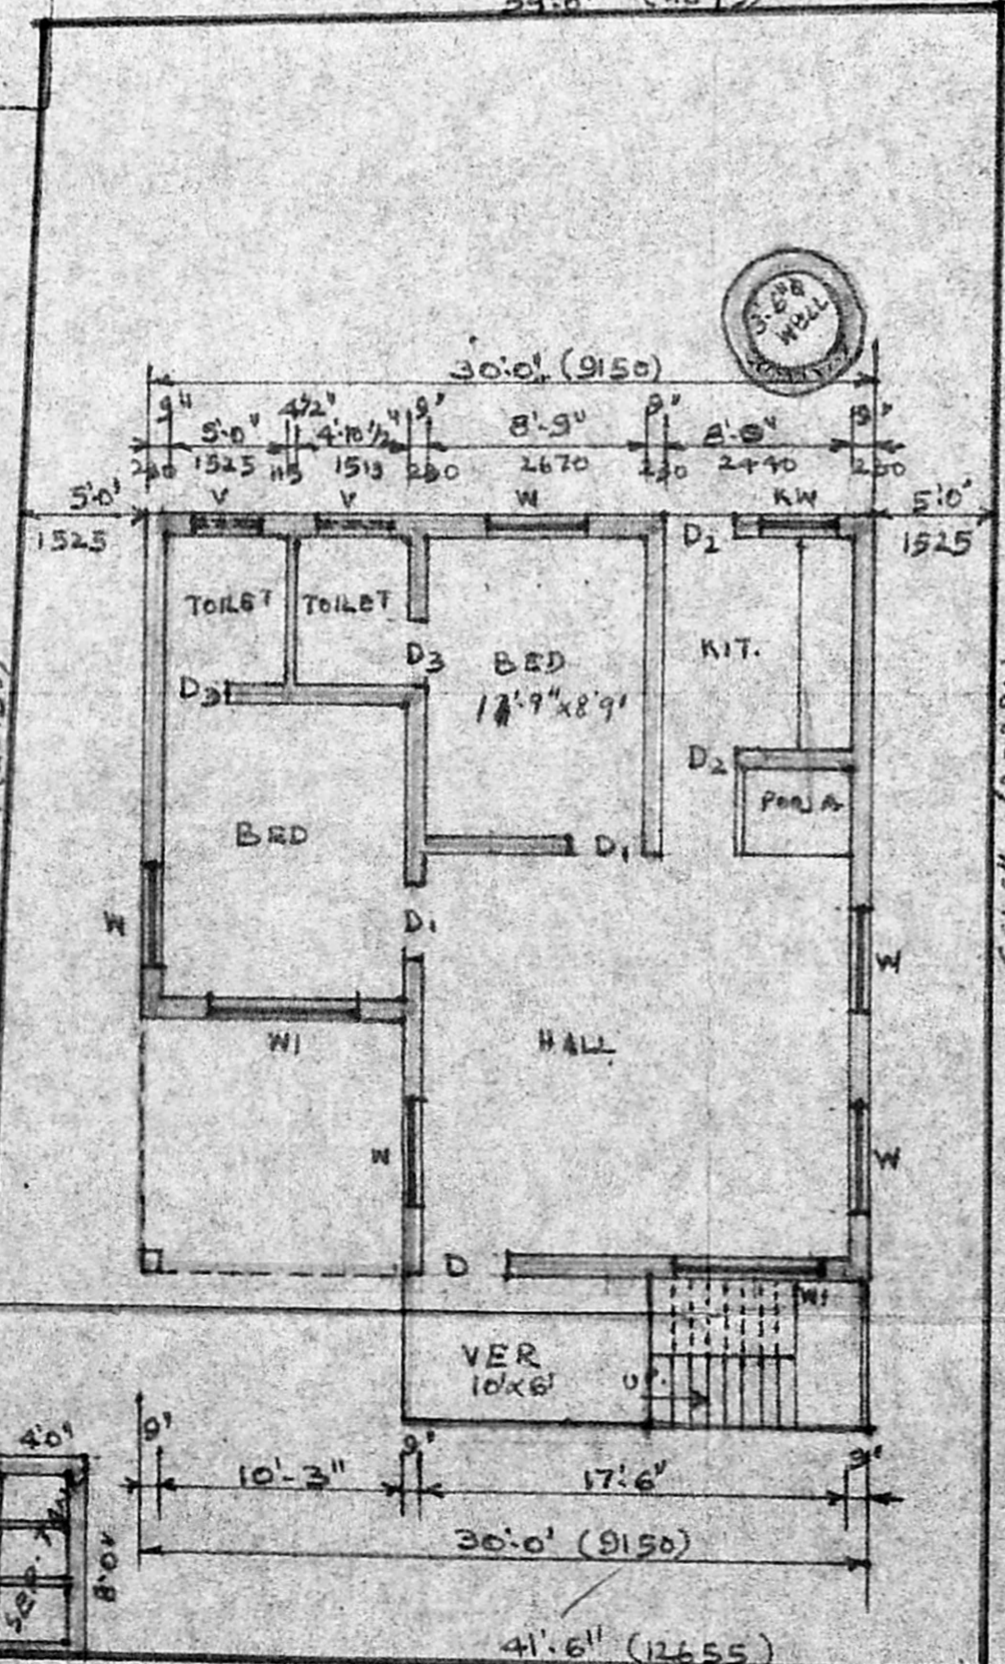 30'-0" (9150)
3'-6"Φ
WELL
9" 5'-0" 4½" 4'-10½" 9" 8'-9" 9" 8'-0" 9"
230 1525 115 1513 230 2670 230 2440 230
5'-0"
1525
V V W KW
5'-0"
1525
TOILET TOILET
D2
D3
BED
12'-9"x8'9"
KIT.
D3
D2
POOJA
BED
D1
W
D1
W
HALL
W1
W
W
D
W1
VER
10'x6'
UP.
4'-0"
8'-0"
9" 10'-3" 9" 17'-6" 9"
30'-0" (9150)
41'-6" (12655)